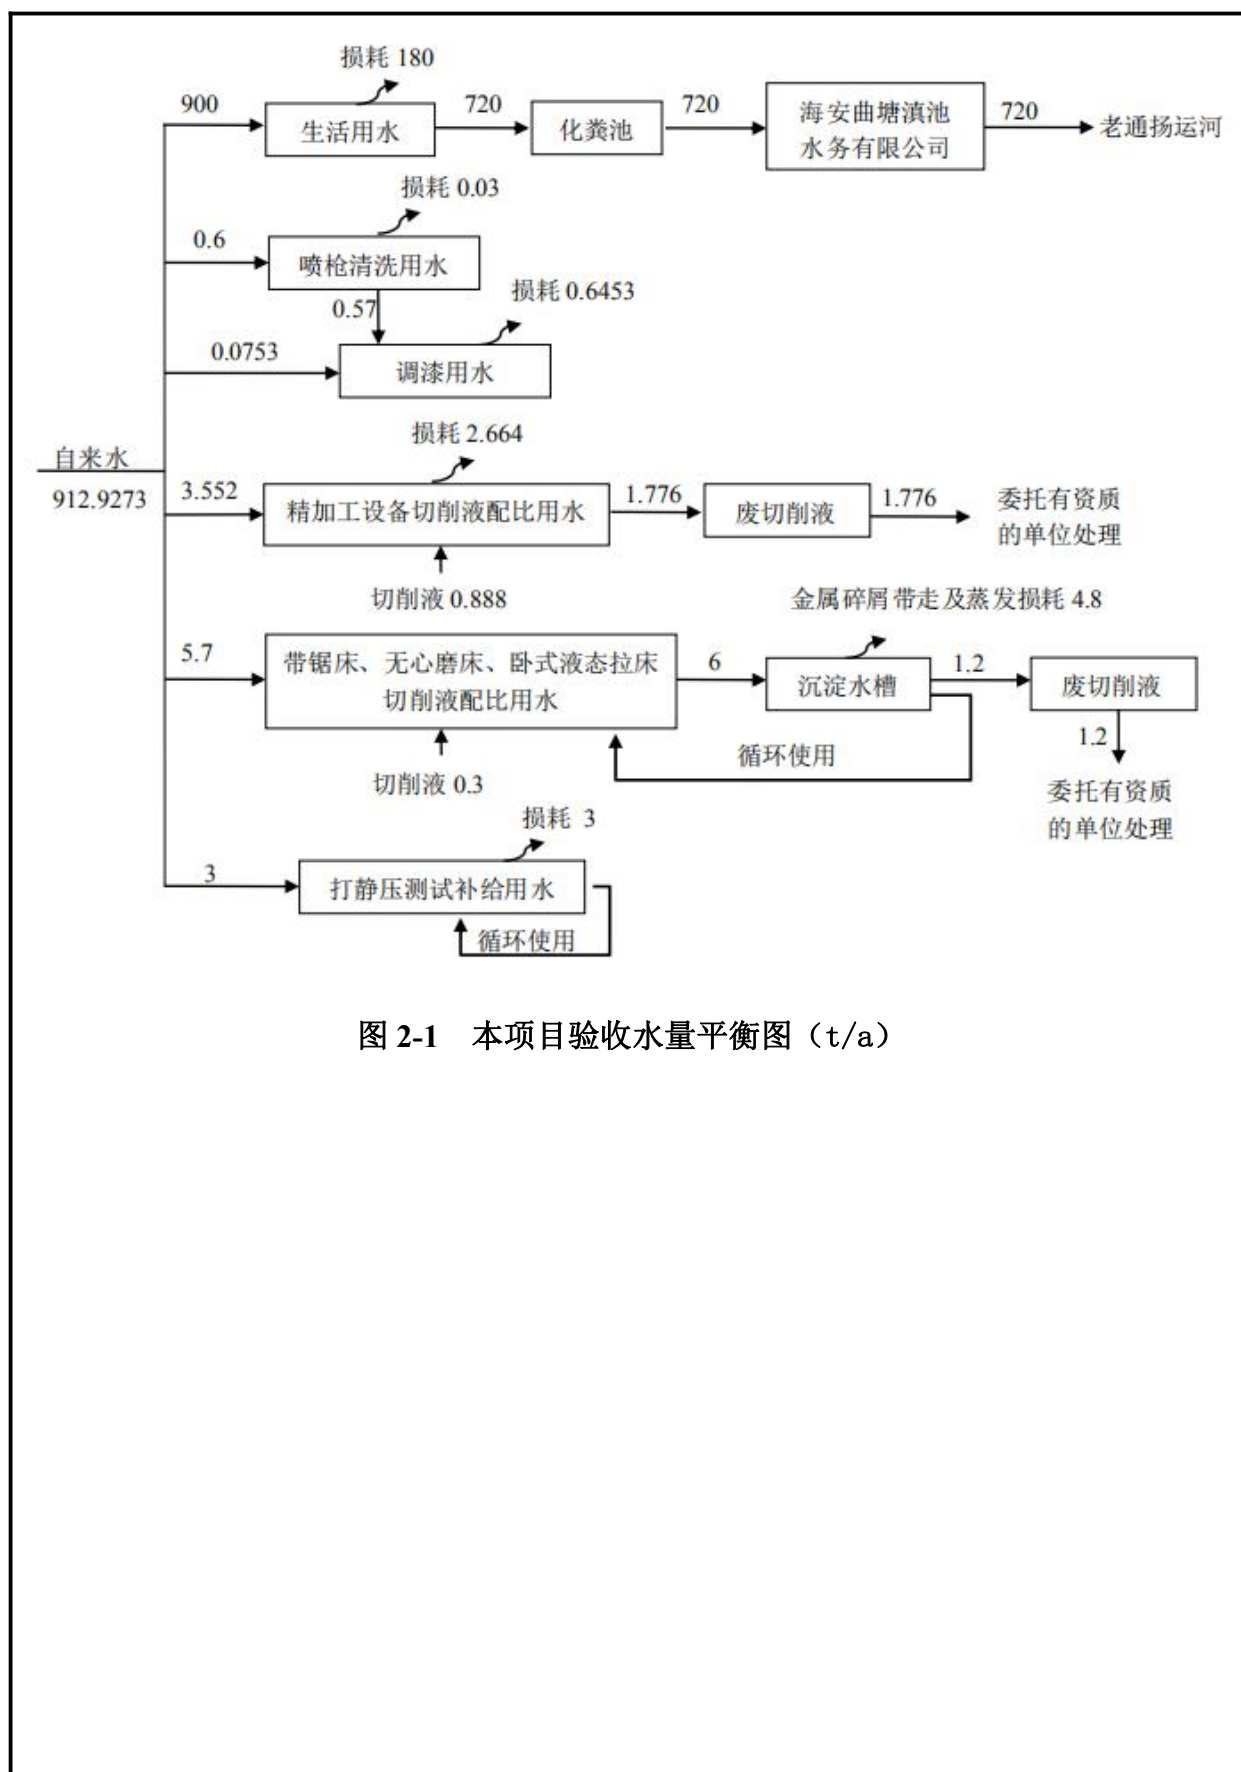 损耗 180
900
生活用水
720
化粪池
720
海安曲塘滇池
水务有限公司
720
老通扬运河
损耗 0.03
0.6
喷枪清洗用水
0.57
损耗 0.6453
0.0753
调漆用水
自来水
912.9273
损耗 2.664
3.552
精加工设备切削液配比用水
1.776
废切削液
1.776
委托有资质
的单位处理
切削液 0.888
金属碎屑带走及蒸发损耗 4.8
5.7
带锯床、无心磨床、卧式液态拉床
切削液配比用水
6
沉淀水槽
1.2
废切削液
循环使用
1.2
切削液 0.3
委托有资质
的单位处理
损耗 3
3
打静压测试补给用水
循环使用
图 2-1 本项目验收水量平衡图（t/a）